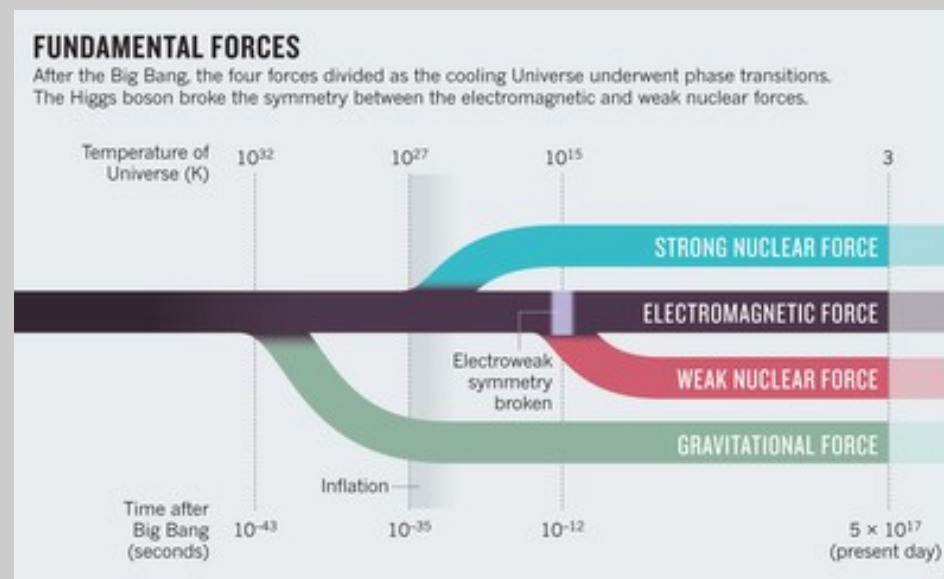 FUNDAMENTAL FORCES
After the Big Bang, the four forces divided as the cooling Universe underwent phase transitions.
The Higgs boson broke the symmetry between the electromagnetic and weak nuclear forces.
Temperature of
Universe (K)
10³²
10²⁷
10¹⁵
3
STRONG NUCLEAR FORCE
ELECTROMAGNETIC FORCE
Electroweak
symmetry
broken
WEAK NUCLEAR FORCE
GRAVITATIONAL FORCE
Inflation
Time after
Big Bang
(seconds)
10⁻⁴³
10⁻³⁵
10⁻¹²
5 × 10¹⁷
(present day)